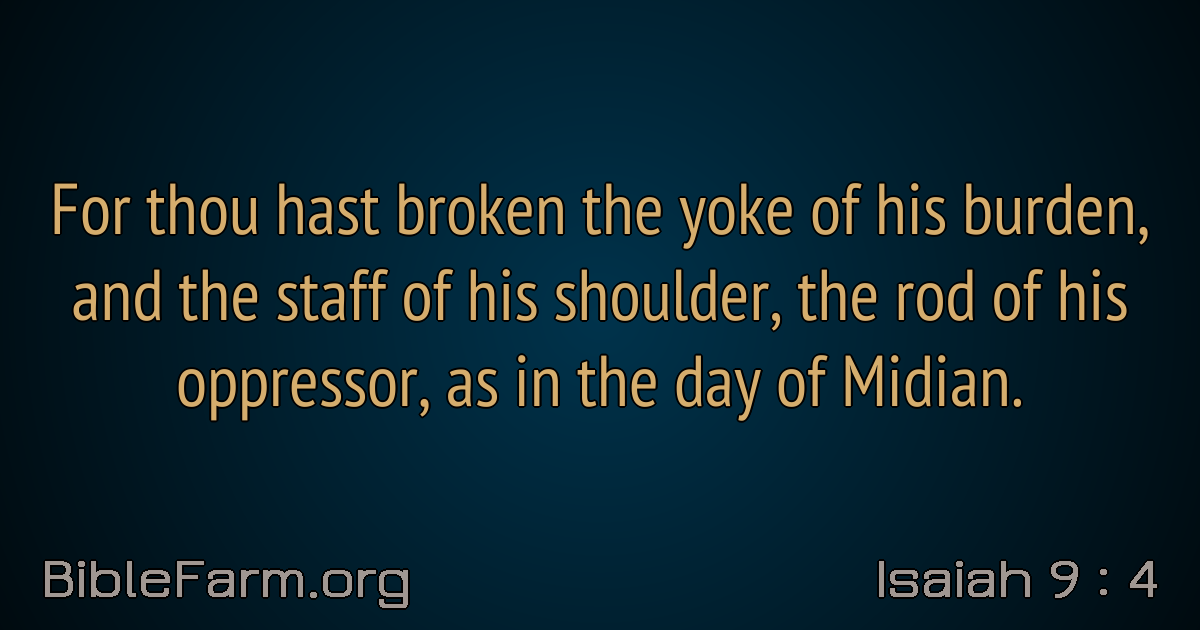 For thou hast broken the yoke of his burden,
and the staff of his shoulder, the rod of his
oppressor, as in the day of Midian.
BibleFarm.org
Isaiah 9 : 4